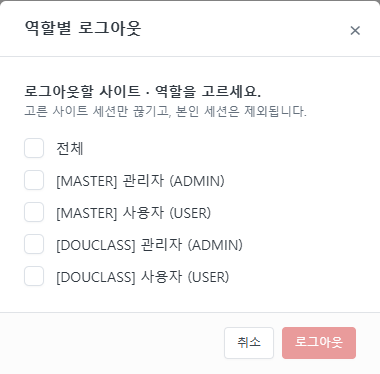 역할별 로그아웃
×
로그아웃할 사이트 · 역할을 고르세요.
고른 사이트 세션만 끊기고, 본인 세션은 제외됩니다.
전체
[MASTER] 관리자 (ADMIN)
[MASTER] 사용자 (USER)
[DOUCLASS] 관리자 (ADMIN)
[DOUCLASS] 사용자 (USER)
취소 로그아웃